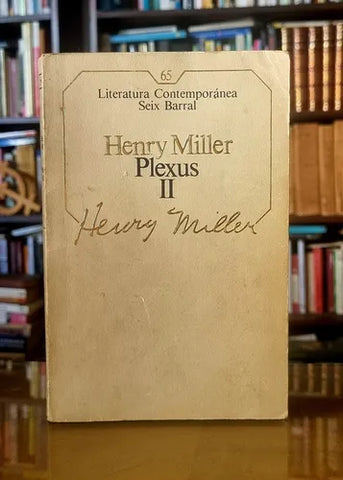 65
Literatura Contemporánea
Seix Barral
Henry Miller
Plexus
II
Henry Miller